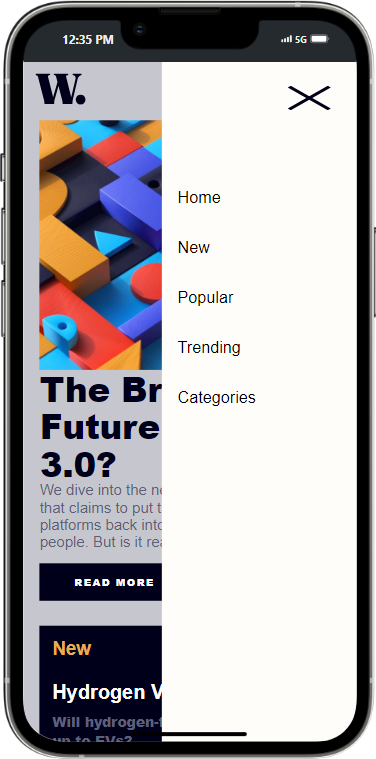 12:35 PM
5G
W.
Home
New
Popular
Trending
Categories
The Br
Future
3.0?
We dive into the ne
that claims to put t
platforms back into
people. But is it rea
READ MORE
New
Hydrogen V
Will hydrogen-f
up to EVs?